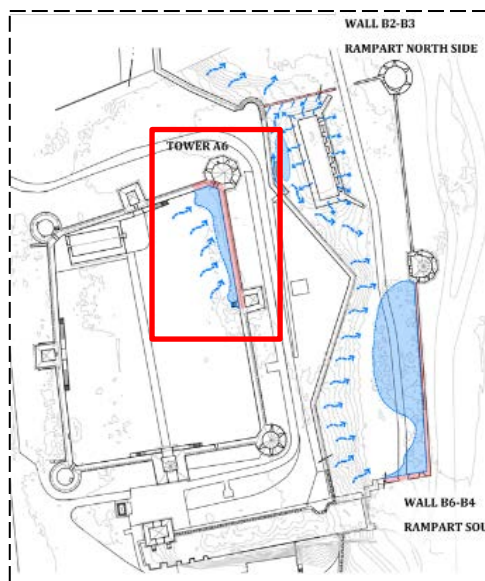 WALL B2-B3
RAMPART NORTH SIDE
TOWER A6
WALL B6-B4
RAMPART SOU